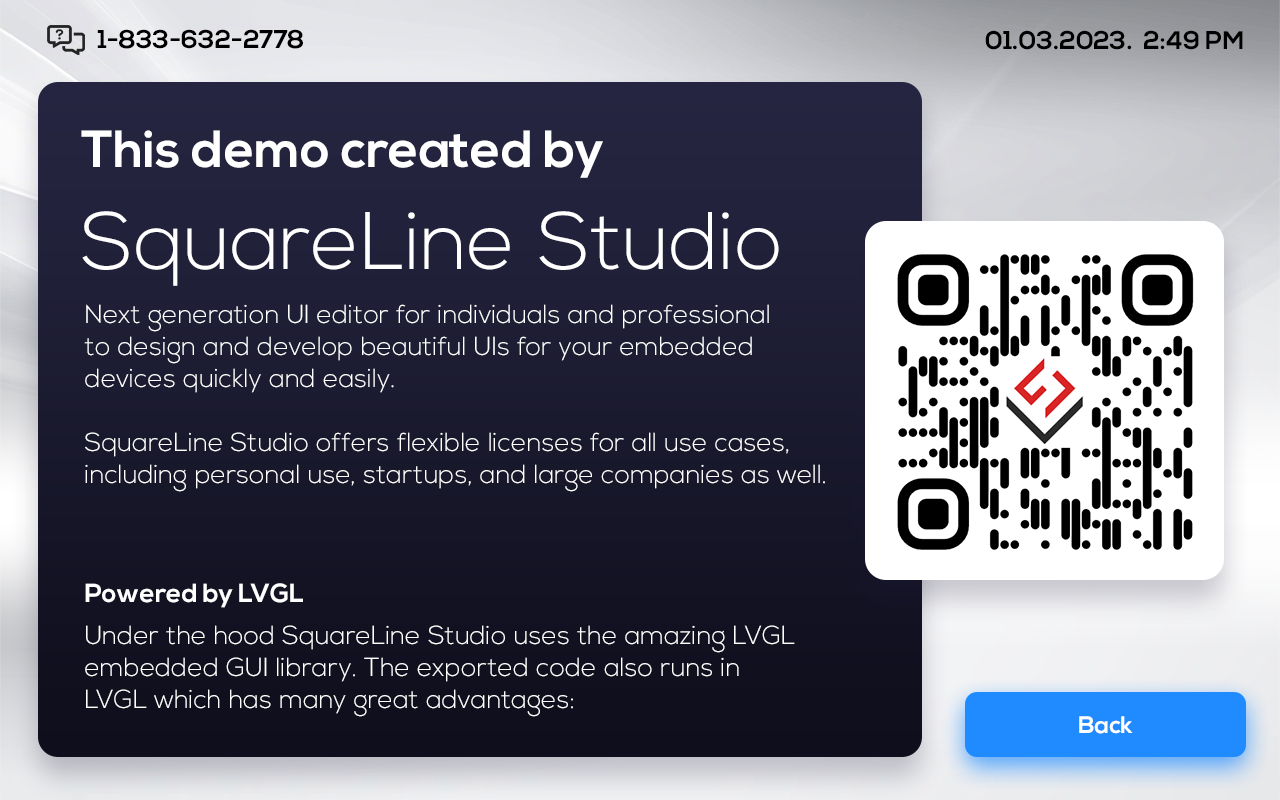 1-833-632-2778
01.03.2023. 2:49 PM
This demo created by
SquareLine Studio
Next generation UI editor for individuals and professional
to design and develop beautiful UIs for your embedded
devices quickly and easily.
SquareLine Studio offers flexible licenses for all use cases,
including personal use, startups, and large companies as well.
Powered by LVGL
Under the hood SquareLine Studio uses the amazing LVGL
embedded GUI library. The exported code also runs in
LVGL which has many great advantages:
Back